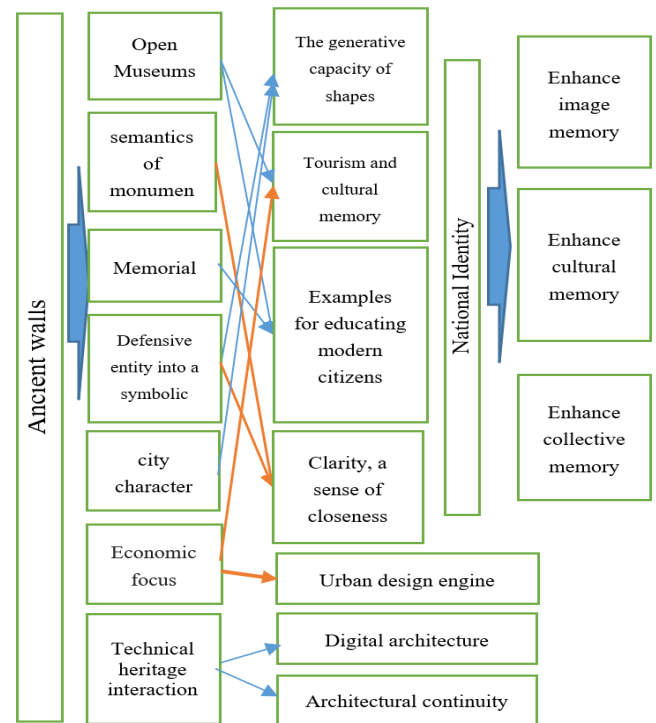 Ancient walls
Open
Museums
semantics
of
monumen
Memorial
Defensive
entity into a
symbolic
city
character
Economic
focus
Technical
heritage
interaction
The generative
capacity of
shapes
Tourism and
cultural
memory
Examples
for educating
modern
citizens
Clarity, a
sense of
closeness
Urban design engine
Digital architecture
Architectural continuity
National Identity
Enhance
image
memory
Enhance
cultural
memory
Enhance
collective
memory